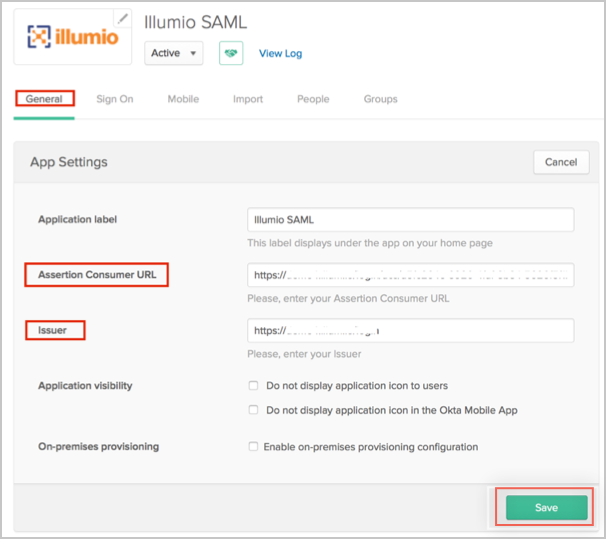 illumio
Illumio SAML
Active
View Log
General Sign On Mobile Import People Groups
App Settings
Cancel
Application label
Illumio SAML
This label displays under the app on your home page
Assertion Consumer URL
https://
Please, enter your Assertion Consumer URL
Issuer
https://
Please, enter your Issuer
Application visibility
Do not display application icon to users
Do not display application icon in the Okta Mobile App
On-premises provisioning
Enable on-premises provisioning configuration
Save